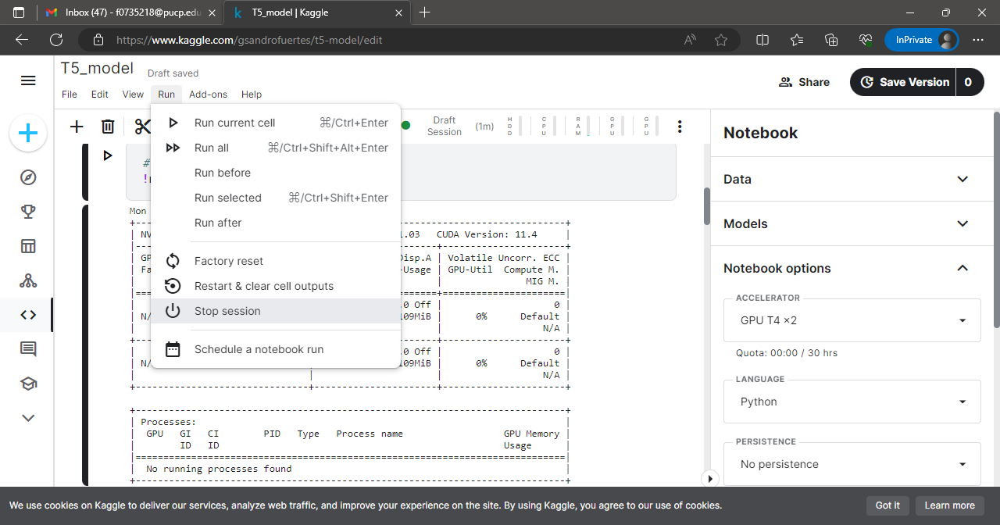 Inbox (47) - f0735218@pucp.edu
T5_model | Kaggle
https://www.kaggle.com/gsandrofuertes/t5-model/edit
InPrivate
T5_model
Draft saved
File Edit View Run Add-ons Help
Share
Save Version 0
Run current cell ⌘/Ctrl+Enter
Run all ⌘/Ctrl+Shift+Alt+Enter
Run before
Run selected ⌘/Ctrl+Shift+Enter
Run after
Factory reset
Restart & clear cell outputs
Stop session
Schedule a notebook run
Draft Session (1m) HDD CPU RAM GPU GPU
#
!
Mon
+-----------------------------------------------------------------------------+
| NV 1.03 CUDA Version: 11.4 |
|-------------------------------+----------------------+
| GP Disp.A | Volatile Uncorr. ECC |
| Fa -Usage | GPU-Util Compute M. |
| | MIG M. |
|===============================+======================|
.0 Off | 0 |
| N/ 109MiB | 0% Default |
| | N/A |
+-------------------------------+----------------------+
.0 Off | 0 |
| N/ 109MiB | 0% Default |
| | | N/A |
+-------------------------------+----------------------+----------------------+
+-----------------------------------------------------------------------------+
| Processes: |
| GPU GI CI PID Type Process name GPU Memory |
| ID ID Usage |
|=============================================================================|
| No running processes found |
+-----------------------------------------------------------------------------+
Notebook
Data
Models
Notebook options
ACCELERATOR
GPU T4 ×2
Quota: 00:00 / 30 hrs
LANGUAGE
Python
PERSISTENCE
No persistence
We use cookies on Kaggle to deliver our services, analyze web traffic, and improve your experience on the site. By using Kaggle, you agree to our use of cookies.
Got it
Learn more